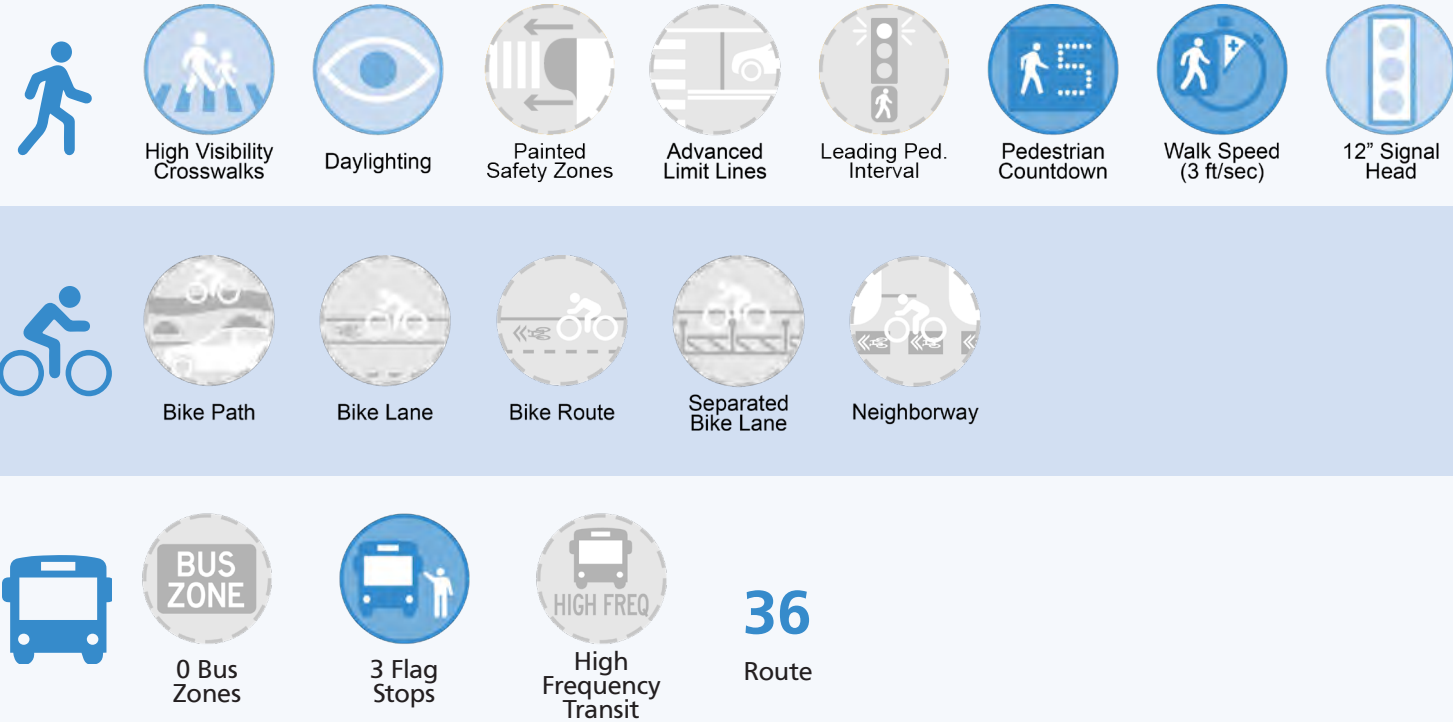 5
High Visibility
Crosswalks
Daylighting
Painted
Safety Zones
Advanced
Limit Lines
Leading Ped.
Interval
Pedestrian
Countdown
Walk Speed
(3 ft/sec)
12” Signal
Head
Bike Path
Bike Lane
Bike Route
Separated
Bike Lane
Neighborway
BUS
ZONE
0 Bus
Zones
3 Flag
Stops
HIGH FREQ
High
Frequency
Transit
36
Route